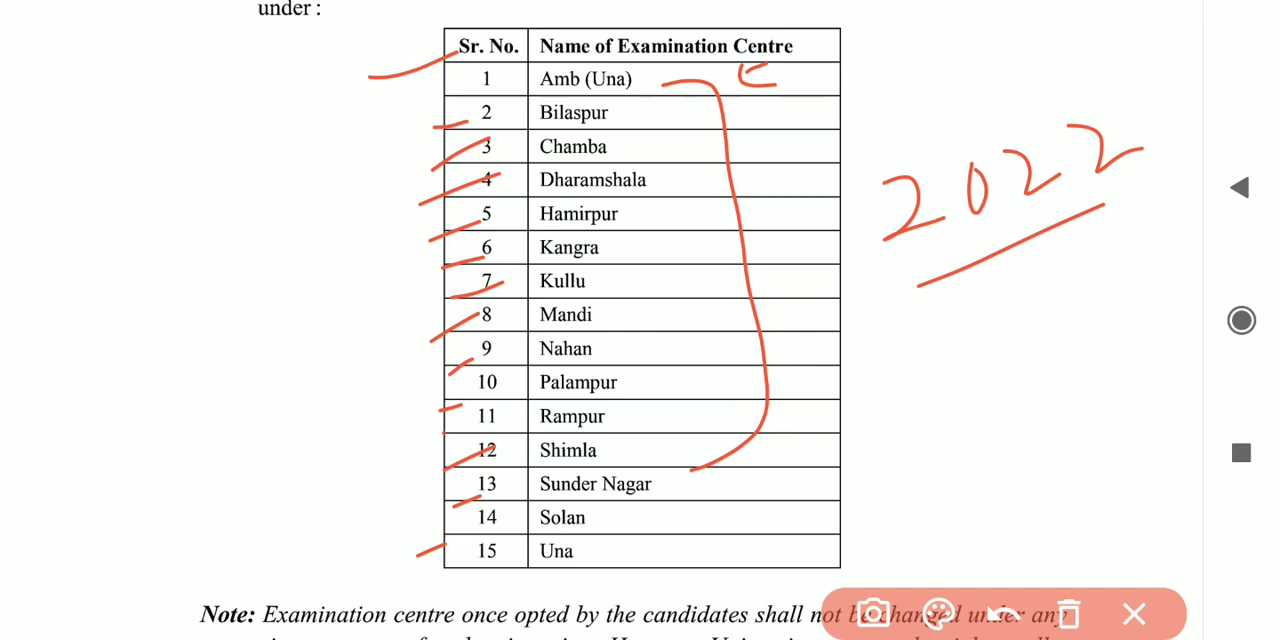 under :
Sr. No. Name of Examination Centre
1 Amb (Una)
2 Bilaspur
3 Chamba
4 Dharamshala
5 Hamirpur
6 Kangra
7 Kullu
8 Mandi
9 Nahan
10 Palampur
11 Rampur
12 Shimla
13 Sunder Nagar
14 Solan
15 Una
2022
Note: Examination centre once opted by the candidates shall not be changed under any